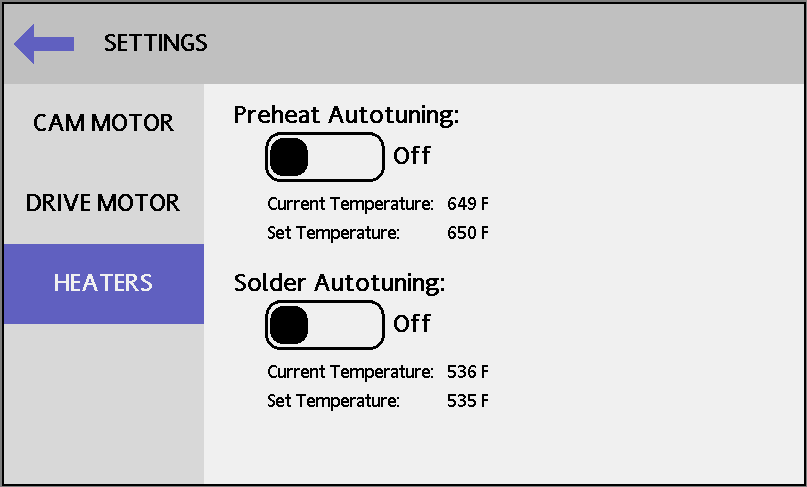 SETTINGS
CAM MOTOR
DRIVE MOTOR
HEATERS
Preheat Autotuning:
Off
Current Temperature: 649 F
Set Temperature: 650 F
Solder Autotuning:
Off
Current Temperature: 536 F
Set Temperature: 535 F